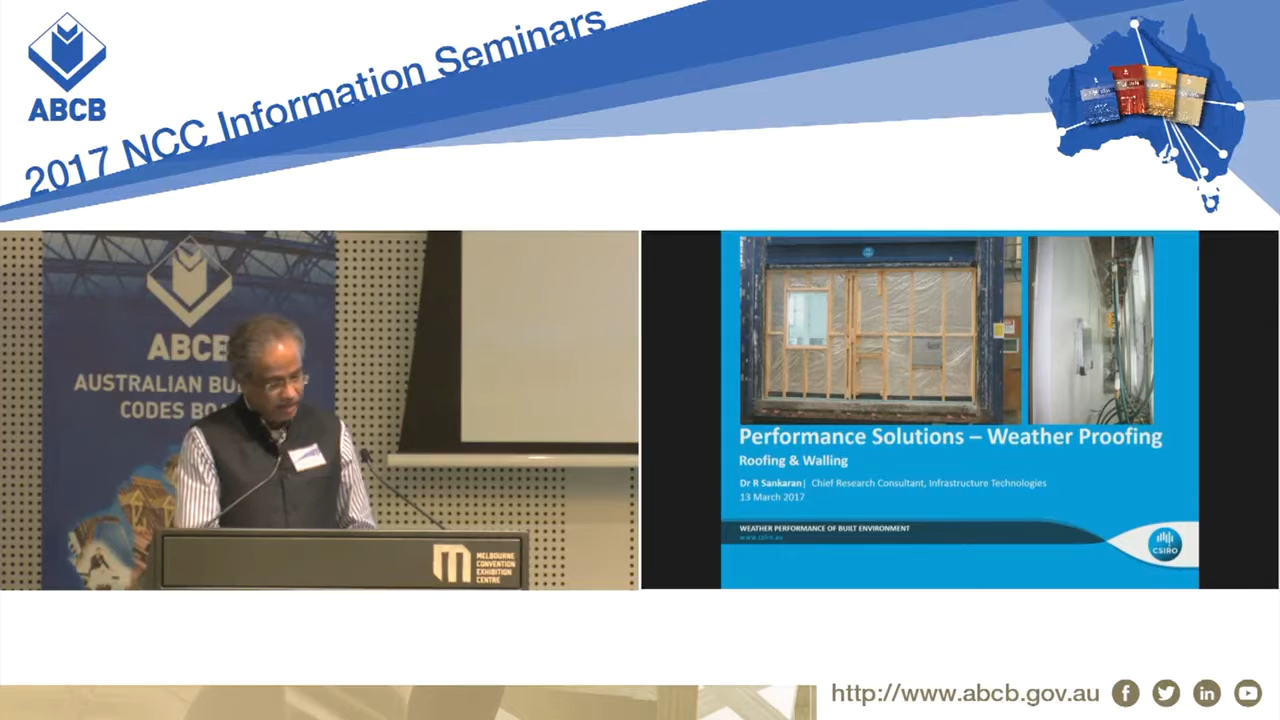 ABCB
2017 NCC Information Seminars
ABCB
AUSTRALIAN BU
CODES BOA
MELBOURNE
CONVENTION
EXHIBITION
CENTRE
Performance Solutions – Weather Proofing
Roofing & Walling
Dr R Sankaran| Chief Research Consultant, Infrastructure Technologies
13 March 2017
WEATHER PERFORMANCE OF BUILT ENVIRONMENT
www.csiro.au
CSIRO
http://www.abcb.gov.au